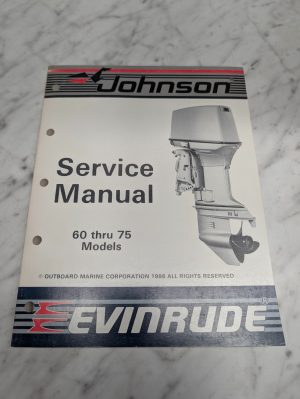 Johnson
Service
Manual
60 thru 75
Models
© OUTBOARD MARINE CORPORATION 1986 ALL RIGHTS RESERVED
EVINRUDE®